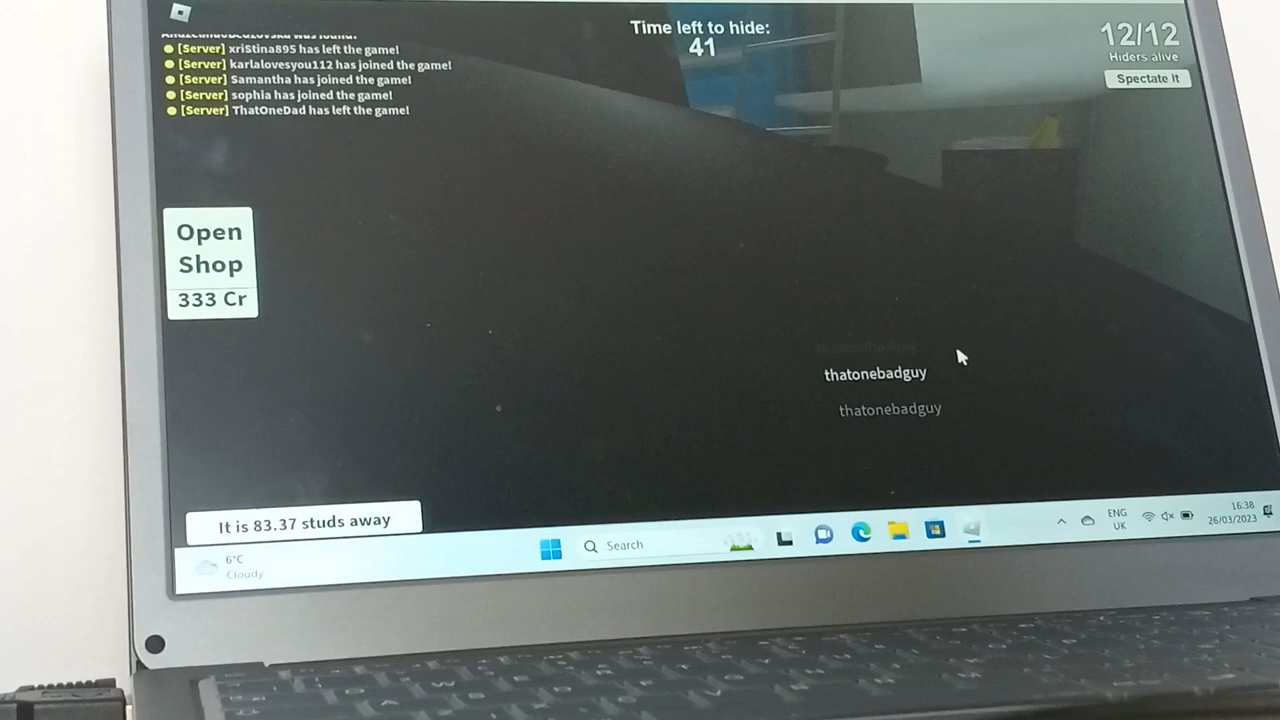 Time left to hide:
41
12/12
Hiders alive
Spectate It
[Server] xriStina895 has left the game!
[Server] karlalovesyou112 has joined the game!
[Server] Samantha has joined the game!
[Server] sophia has joined the game!
[Server] ThatOneDad has left the game!
Open
Shop
333 Cr
thatonebadguy
thatonebadguy
It is 83.37 studs away
6°C
Cloudy
Search
ENG
UK
16:38
26/03/2023